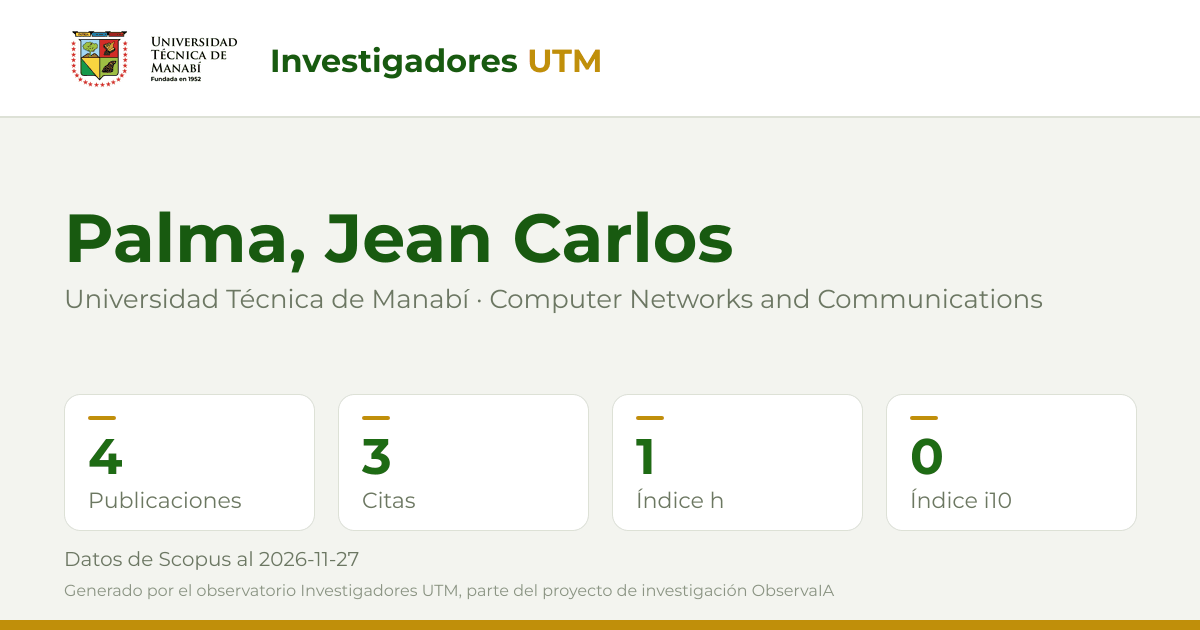 UNIVERSIDAD
TÉCNICA DE
MANABÍ
Fundada en 1952
Investigadores UTM
Palma, Jean Carlos
Universidad Técnica de Manabí · Computer Networks and Communications
4
Publicaciones
3
Citas
1
Índice h
0
Índice i10
Datos de Scopus al 2026-11-27
Generado por el observatorio Investigadores UTM, parte del proyecto de investigación ObservaIA